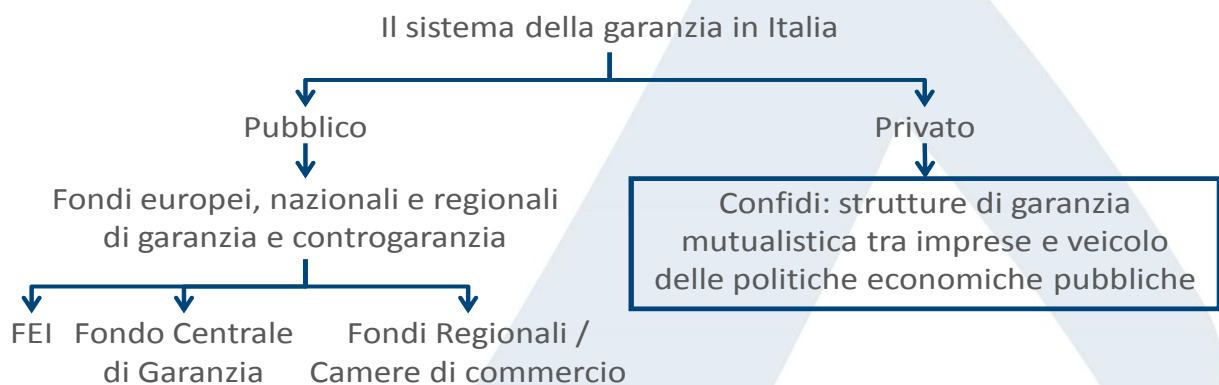 Il sistema della garanzia in Italia
Pubblico
Privato
Fondi europei, nazionali e regionali
di garanzia e controgaranzia
Confidi: strutture di garanzia
mutualistica tra imprese e veicolo
delle politiche economiche pubbliche
FEI
Fondo Centrale
di Garanzia
Fondi Regionali /
Camere di commercio